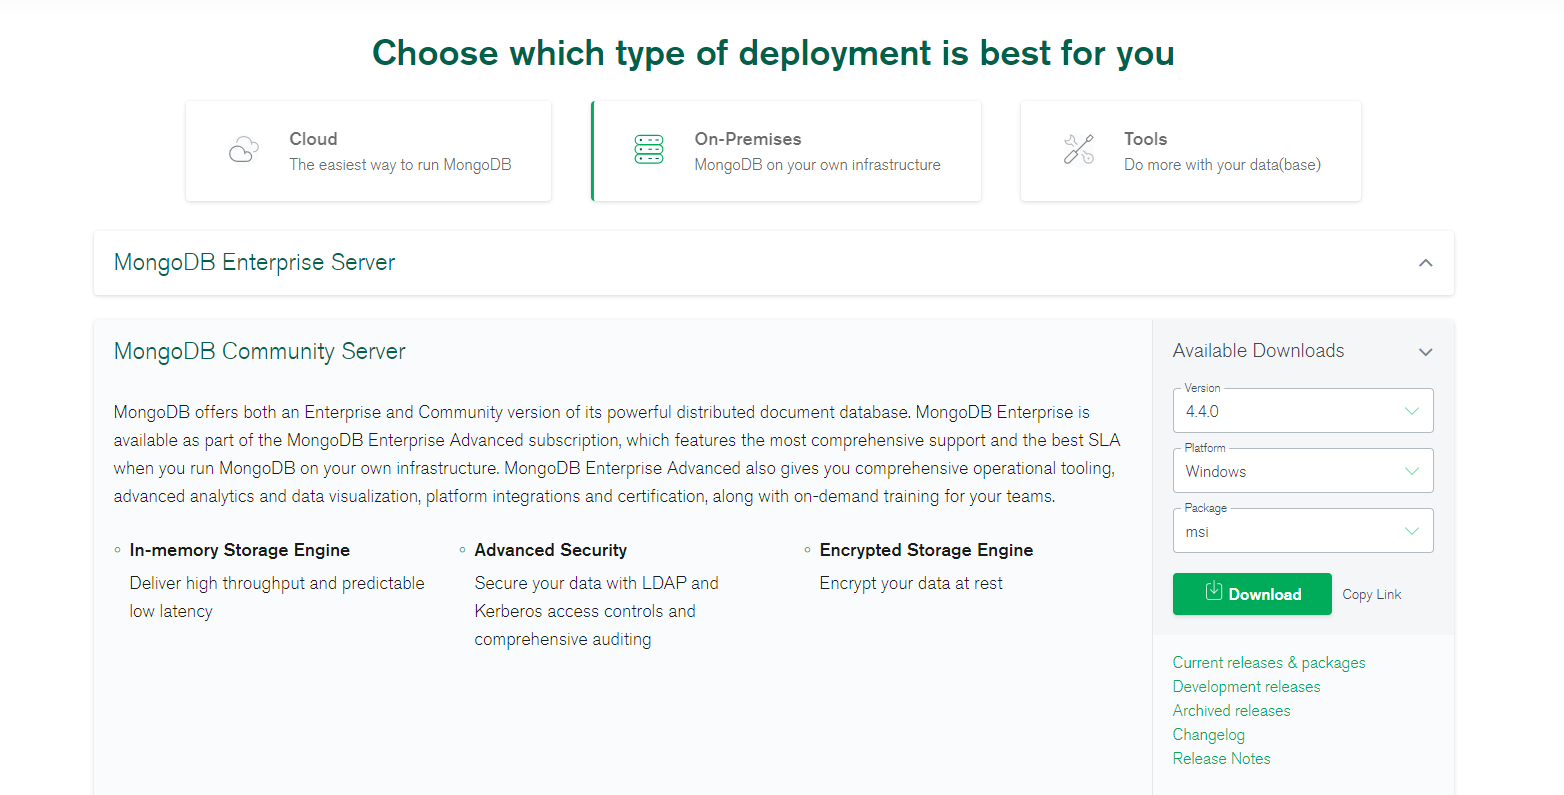 Choose which type of deployment is best for you
Cloud
The easiest way to run MongoDB
On-Premises
MongoDB on your own infrastructure
Tools
Do more with your data(base)
MongoDB Enterprise Server
MongoDB Community Server
MongoDB offers both an Enterprise and Community version of its powerful distributed document database. MongoDB Enterprise is
available as part of the MongoDB Enterprise Advanced subscription, which features the most comprehensive support and the best SLA
when you run MongoDB on your own infrastructure. MongoDB Enterprise Advanced also gives you comprehensive operational tooling,
advanced analytics and data visualization, platform integrations and certification, along with on-demand training for your teams.
In-memory Storage Engine
Deliver high throughput and predictable
low latency
Advanced Security
Secure your data with LDAP and
Kerberos access controls and
comprehensive auditing
Encrypted Storage Engine
Encrypt your data at rest
Available Downloads
Version
4.4.0
Platform
Windows
Package
msi
Download
Copy Link
Current releases & packages
Development releases
Archived releases
Changelog
Release Notes